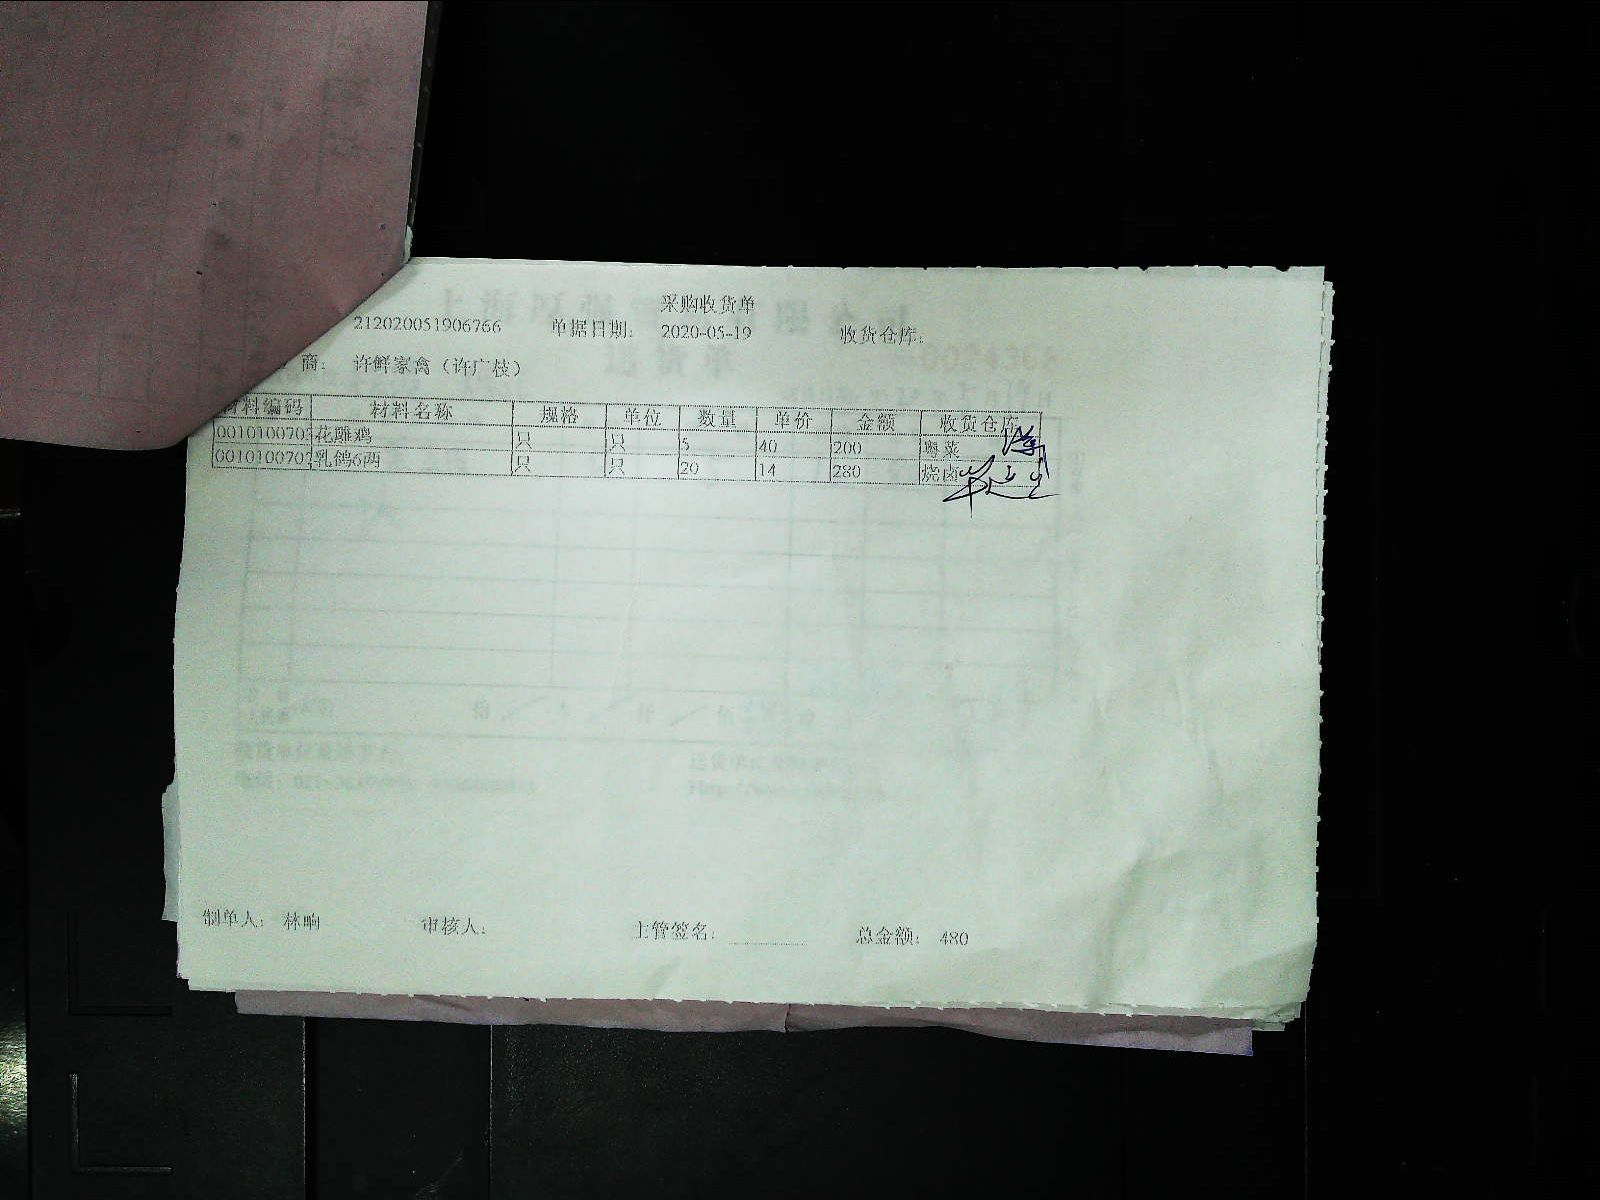 采购收货单
212020051906766 单据日期: 2020-05-19 收货仓库:
商: 许鲜家禽（许广枝）
材料编码 材料名称 规格 单位 数量 单价 金额 收货仓库
0010100705 花雕鸡 只 只 5 40 200 粤菜
001010070 乳鸽6两 只 只 20 14 280 烧卤
制单人: 林晌 审核人: 主管签名: 总金额: 480